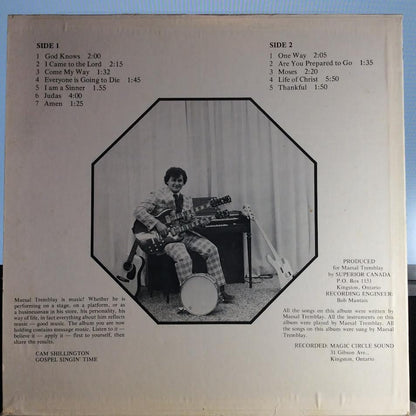 SIDE 1
1 God Knows 2:00
2 I Came to the Lord 2:15
3 Come My Way 1:32
4 Everyone is Going to Die 1:45
5 I am a Sinner 1.55
6 Judas 4:00
7 Amen 1:25
SIDE 2
1 One Way 2:05
2 Are You Prepared to Go 1:35
3 Moses 2:20
4 Life of Christ 5:50
5 Thankful 1:50
Maesal Tremblay is music! Whether he is
performing on a stage, on a platform, or as
a businessman in his store, his personality, his
way of life, in fact everything about him reflects
music — good music. The album you are now
holding contains message music. Listen to it —
believe it — apply it — first to yourself, then
share the results.
CAM SHILLINGTON
GOSPEL SINGIN' TIME
PRODUCED
for Maesal Tremblay
by SUPERIOR CANADA
P.O. Box 1153
Kingston, Ontario
RECORDING ENGINEER
Bob Muntain
All the songs on this album were written by
Maesal Tremblay. All the instruments on this
album were played by Maesal Tremblay. All
the songs on this album were sung by Maesal
Tremblay.
RECORDED: MAGIC CIRCLE SOUND
31 Gibson Ave.,
Kingston, Ontario